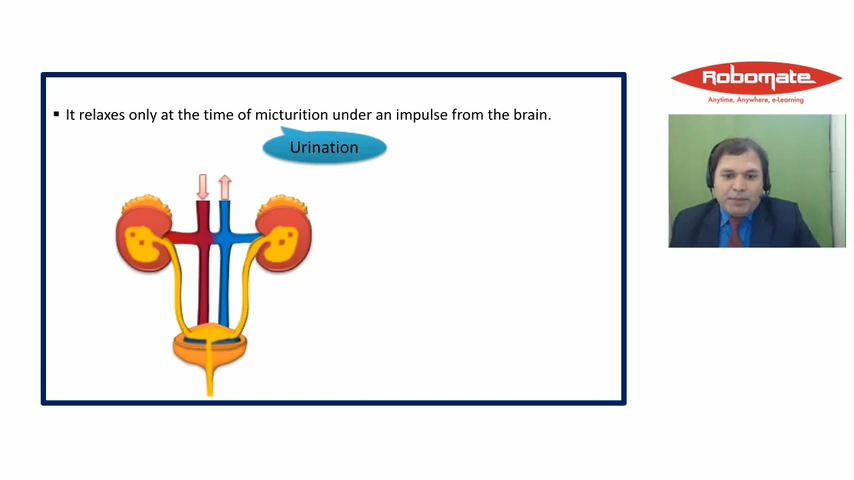 ▪ It relaxes only at the time of micturition under an impulse from the brain.
Urination
Robomate
Anytime, Anywhere, e-Learning